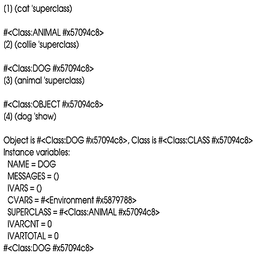 (1) (cat 'superclass)
#<Class:ANIMAL #x57094c8>
(2) (collie 'superclass)
#<Class:DOG #x57094c8>
(3) (animal 'superclass)
#<Class:OBJECT #x57094c8>
(4) (dog 'show)
Object is #<Class:DOG #x57094c8>, Class is #<Class:CLASS #x57094c8>
Instance variables:
NAME = DOG
MESSAGES = ()
IVARS = ()
CVARS = #<Environment #x5879788>
SUPERCLASS = #<Class:ANIMAL #x57094c8>
IVARCNT = 0
IVARTOTAL = 0
#<Class:DOG #x57094c8>